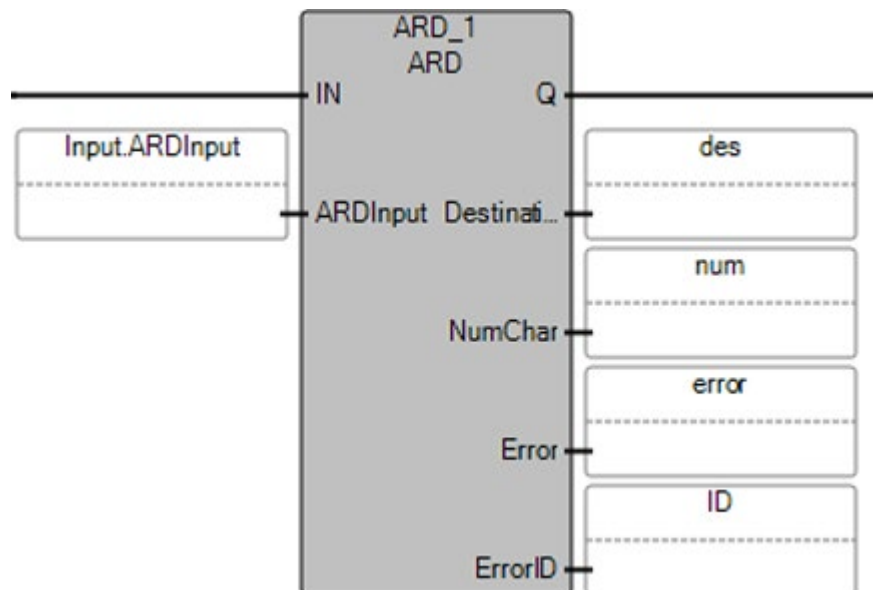 ARD_1
ARD
IN Q
Input.ARDInput
des
ARDInput Destinati...
num
NumChar
error
Error
ID
ErrorID